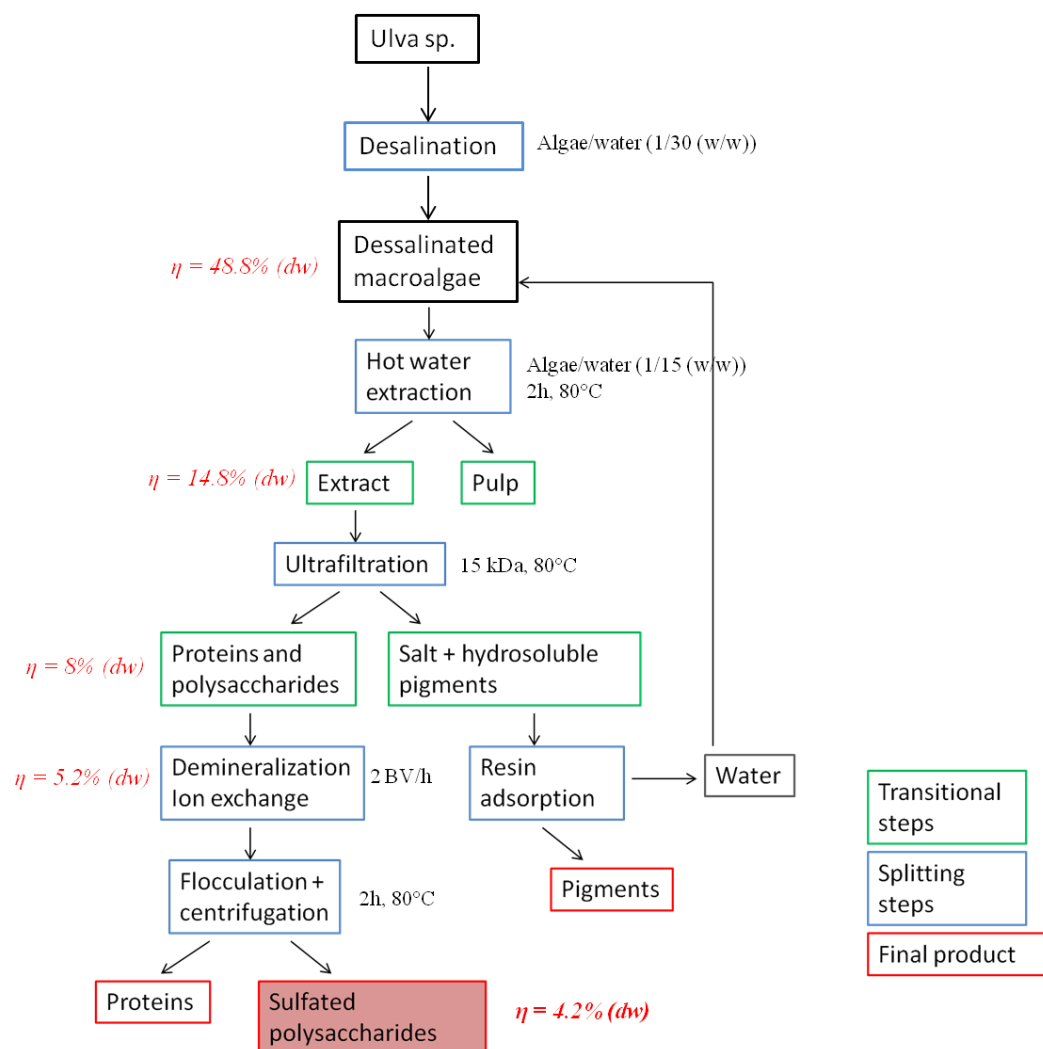 Ulva sp.
Desalination
Algae/water (1/30 (w/w))
Dessalinated
macroalgae
η = 48.8% (dw)
Hot water
extraction
Algae/water (1/15 (w/w))
2h, 80°C
η = 14.8% (dw)
Extract
Pulp
Ultrafiltration
15 kDa, 80°C
η = 8% (dw)
Proteins and
polysaccharides
Salt + hydrosoluble
pigments
η = 5.2% (dw)
Demineralization
Ion exchange
2 BV/h
Resin
adsorption
Water
Flocculation +
centrifugation
2h, 80°C
Pigments
Proteins
Sulfated
polysaccharides
η = 4.2% (dw)
Transitional
steps
Splitting
steps
Final product